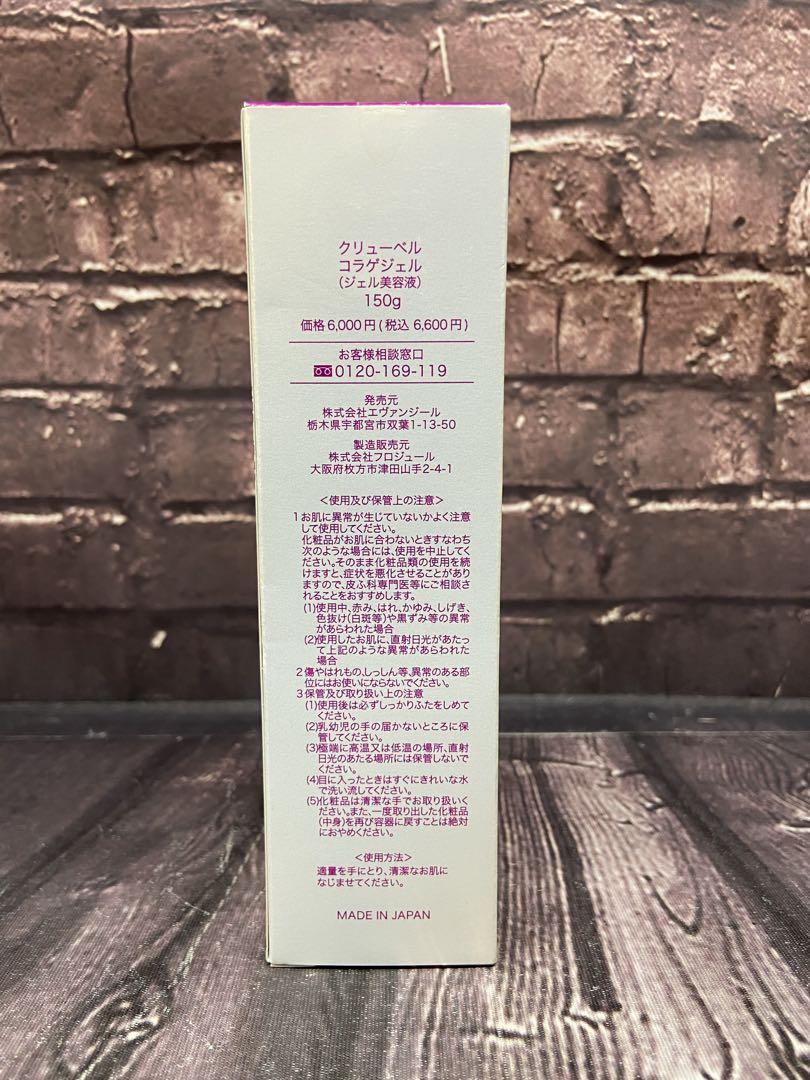 クリューベル
コラゲジェル
(ジェル美容液)
150g
価格6,000円(税込 6,600円)
お客様相談窓口
0120-169-119
発売元
株式会社エヴァンジール
栃木県宇都宮市双葉1-13-50
製造販売元
株式会社フロジュール
大阪府枚方市津田山手2-4-1
<使用及び保管上の注意>
1お肌に異常が生じていないかよく注意
して使用してください。
化粧品がお肌に合わないときすなわち
次のような場合には、使用を中止してく
ださい。そのまま化粧品類の使用を続
けますと、症状を悪化させることがあり
ますので、皮ふ科専門医等にご相談さ
れることをおすすめします。
(1)使用中、赤み、はれ、かゆみ、しげき、
色抜け(白斑等)や黒ずみ等の異常
があらわれた場合
(2)使用したお肌に、直射日光があたっ
て上記のような異常があらわれた
場合
2傷やはれもの、しっしん等、異常のある部
位にはお使いにならないでください。
3保管及び取り扱い上の注意
(1)使用後は必ずしっかりふたをしめて
ください。
(2)乳幼児の手の届かないところに保
管してください。
(3)極端に高温又は低温の場所、直射
日光のあたる場所には保管しないで
ください。
(4)目に入ったときはすぐにきれいな水
で洗い流してください。
(5)化粧品は清潔な手でお取り扱いく
ださい。また、一度取り出した化粧品
(中身)を再び容器に戻すことは絶対
におやめください。
<使用方法>
適量を手にとり、清潔なお肌に
なじませてください。
MADE IN JAPAN